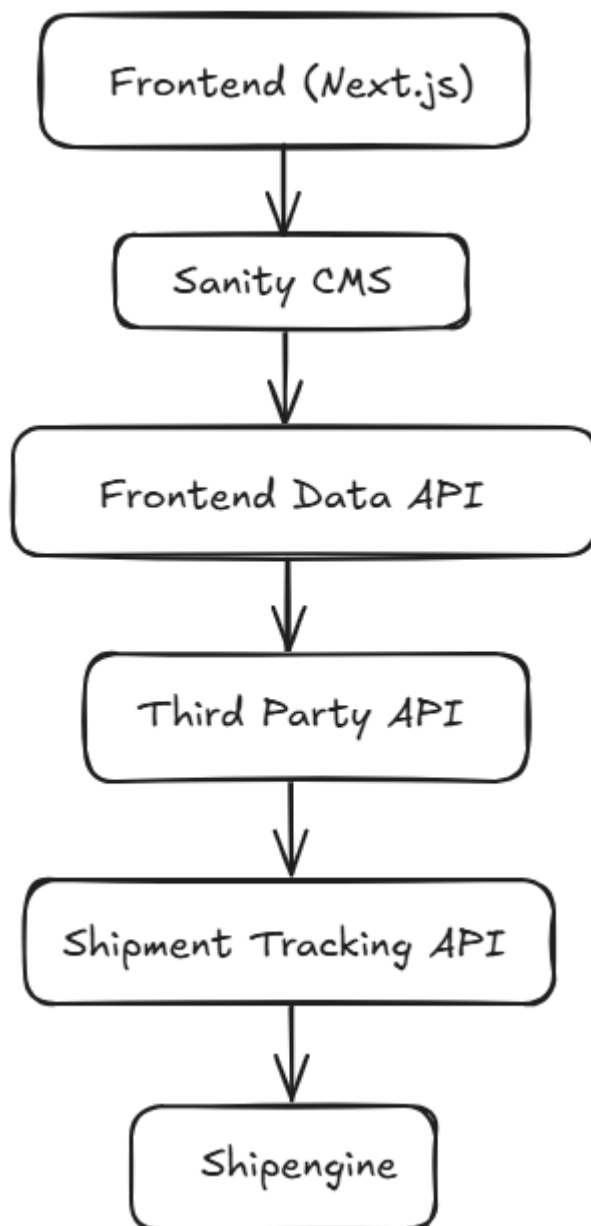 Frontend (Next.js)
Sanity CMS
Frontend Data API
Third Party API
Shipment Tracking API
Shipengine